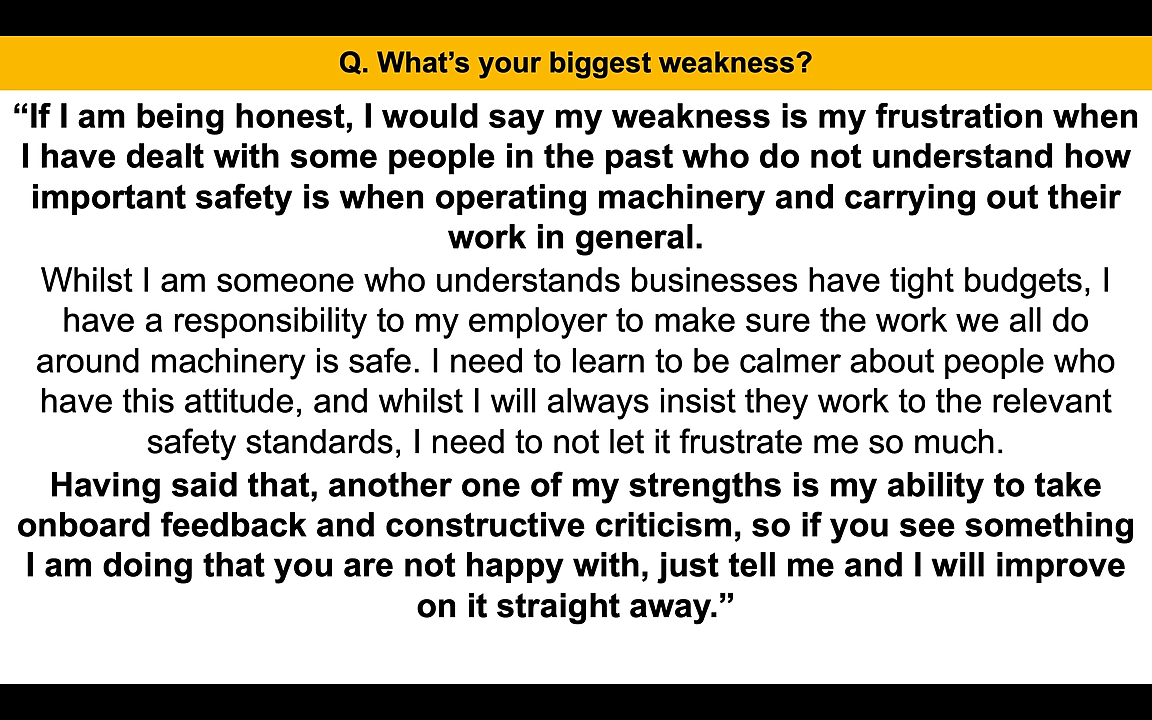 Q. What’s your biggest weakness?
“If I am being honest, I would say my weakness is my frustration when
I have dealt with some people in the past who do not understand how
important safety is when operating machinery and carrying out their
work in general.
Whilst I am someone who understands businesses have tight budgets, I
have a responsibility to my employer to make sure the work we all do
around machinery is safe. I need to learn to be calmer about people who
have this attitude, and whilst I will always insist they work to the relevant
safety standards, I need to not let it frustrate me so much.
Having said that, another one of my strengths is my ability to take
onboard feedback and constructive criticism, so if you see something
I am doing that you are not happy with, just tell me and I will improve
on it straight away.”